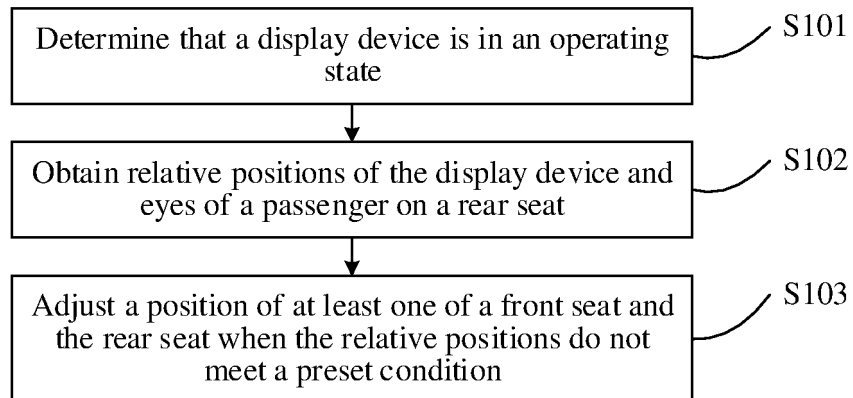 Determine that a display device is in an operating
state
S101
Obtain relative positions of the display device and
eyes of a passenger on a rear seat
S102
Adjust a position of at least one of a front seat and
the rear seat when the relative positions do not
meet a preset condition
S103